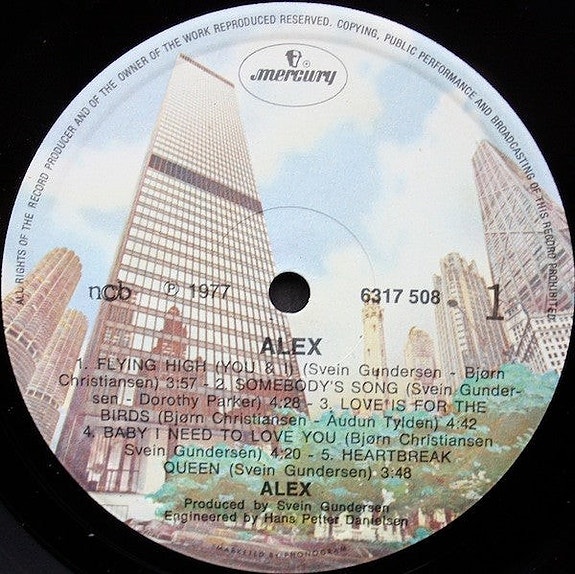 ALL RIGHTS OF THE RECORD PRODUCER AND OF THE OWNER OF THE WORK REPRODUCED RESERVED. COPYING, PUBLIC PERFORMANCE AND BROADCASTING OF THIS RECORD PROHIBITED
mercury
ncb ℗ 1977 6317 508 1
ALEX
1. FLYING HIGH (YOU & I) (Svein Gundersen - Bjørn
Christiansen) 3:57 - 2. SOMEBODY'S SONG (Svein Gunder-
sen - Dorothy Parker) 4:28 - 3. LOVE IS FOR THE
BIRDS (Bjørn Christiansen - Audun Tylden) 4:42
4. BABY I NEED TO LOVE YOU (Bjørn Christiansen
Svein Gundersen) 4:20 - 5. HEARTBREAK
QUEEN (Svein Gundersen) 3:48
ALEX
Produced by Svein Gundersen
Engineered by Hans Petter Danielsen
MARKETED BY PHONOGRAM